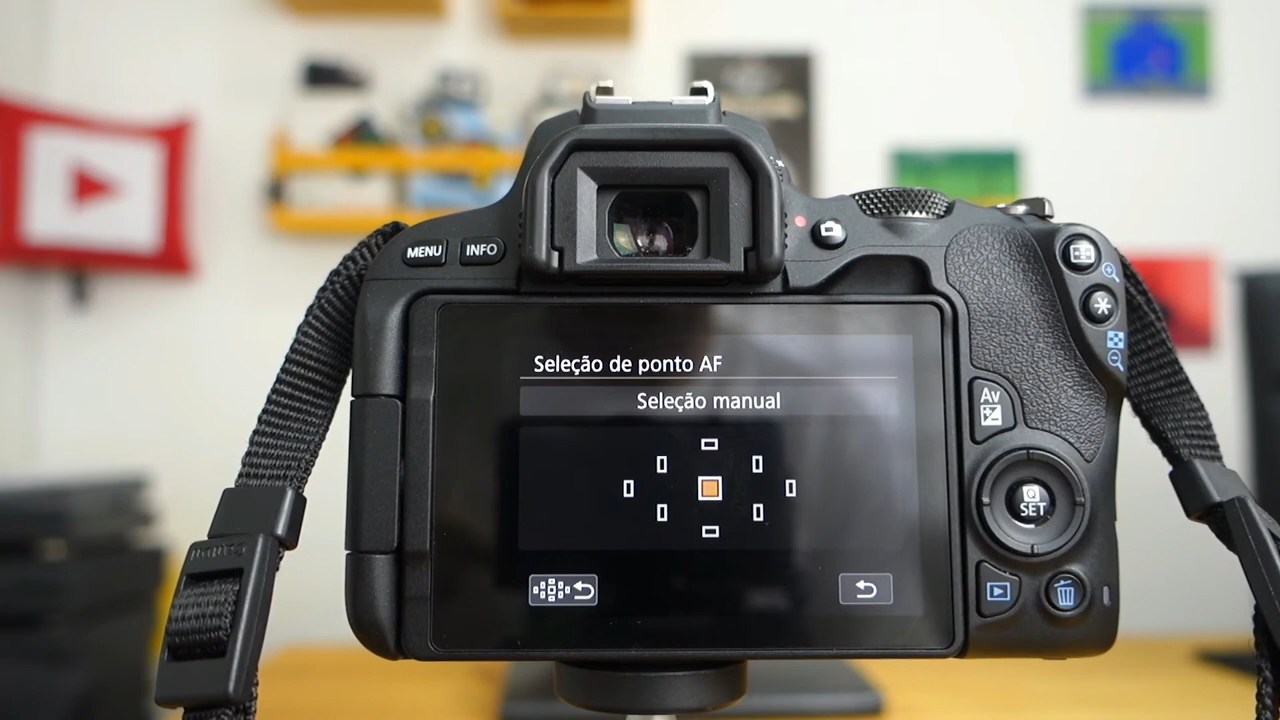 MENU
INFO
Seleção de ponto AF
Seleção manual
Av
Q
SET